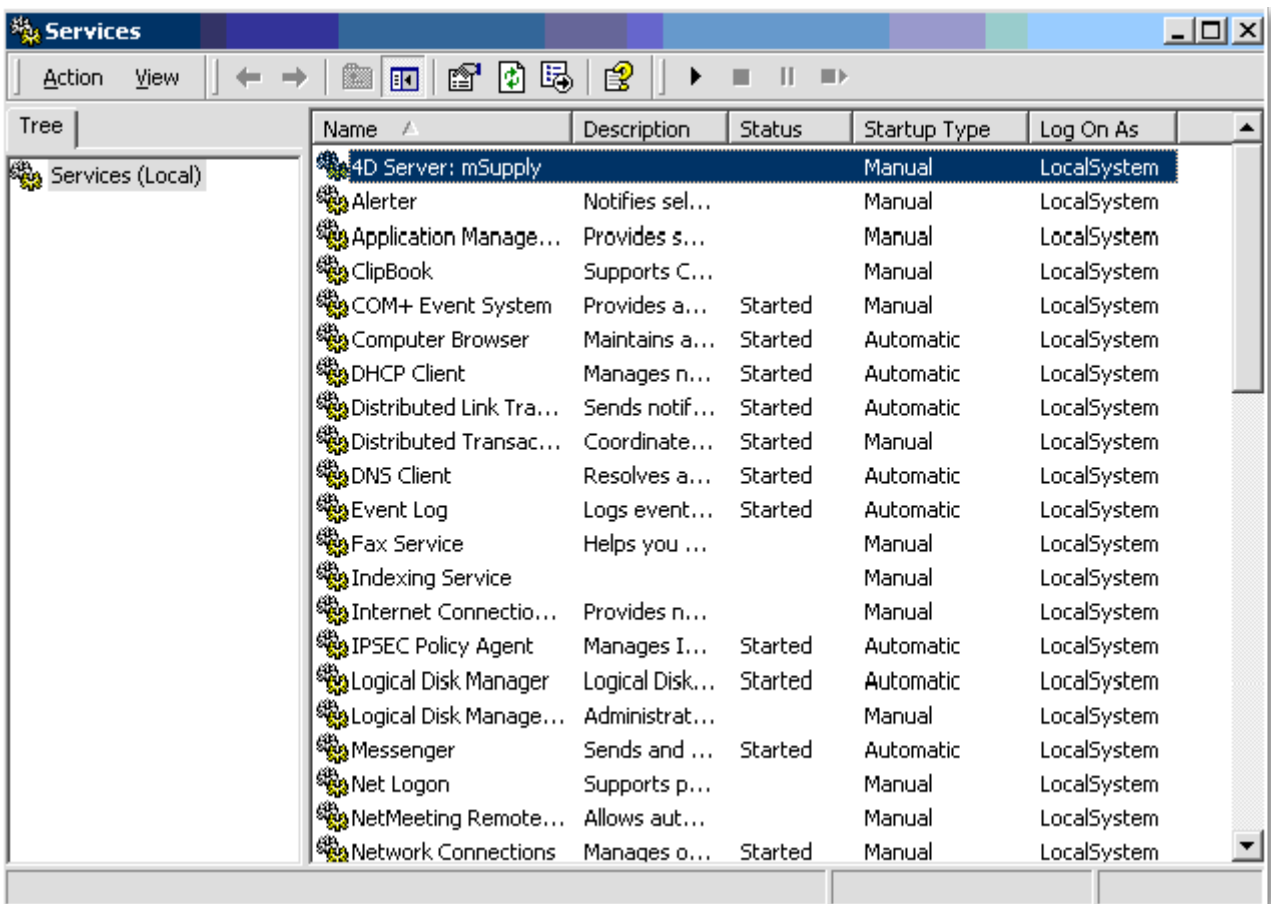 Services
Action View
Tree
Name Description Status Startup Type Log On As
Services (Local)
4D Server: mSupply Manual LocalSystem
Alerter Notifies sel... Manual LocalSystem
Application Manage... Provides s... Manual LocalSystem
ClipBook Supports C... Manual LocalSystem
COM+ Event System Provides a... Started Manual LocalSystem
Computer Browser Maintains a... Started Automatic LocalSystem
DHCP Client Manages n... Started Automatic LocalSystem
Distributed Link Tra... Sends notif... Started Automatic LocalSystem
Distributed Transac... Coordinate... Started Manual LocalSystem
DNS Client Resolves a... Started Automatic LocalSystem
Event Log Logs event... Started Automatic LocalSystem
Fax Service Helps you ... Manual LocalSystem
Indexing Service Manual LocalSystem
Internet Connectio... Provides n... Manual LocalSystem
IPSEC Policy Agent Manages I... Started Automatic LocalSystem
Logical Disk Manager Logical Disk... Started Automatic LocalSystem
Logical Disk Manage... Administrat... Manual LocalSystem
Messenger Sends and ... Started Automatic LocalSystem
Net Logon Supports p... Manual LocalSystem
NetMeeting Remote... Allows aut... Manual LocalSystem
Network Connections Manages o... Started Manual LocalSystem